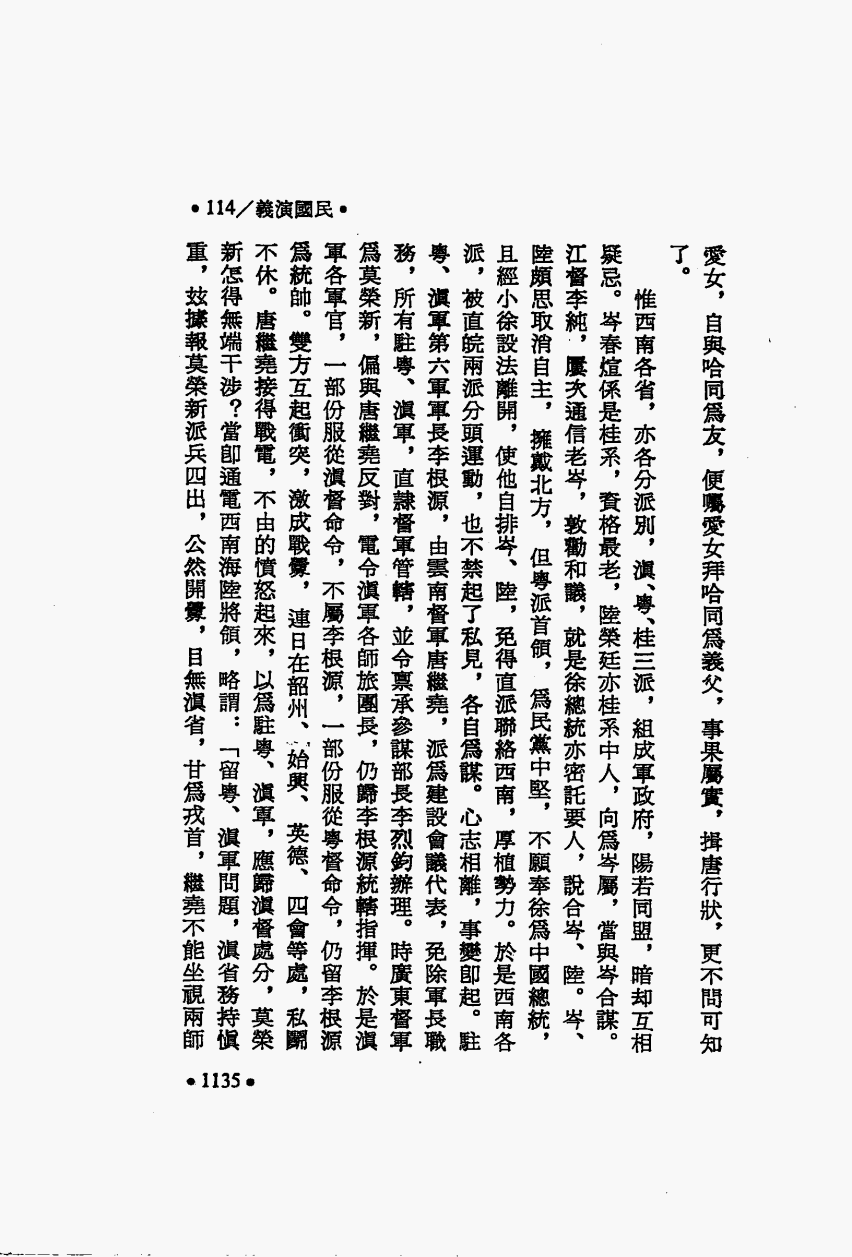 •114／義演國民•
愛女，自與哈同爲友，便囑愛女拜哈同爲義父，事果屬實，揖唐行狀，更不問可知
了。
惟西南各省，亦各分派別，滇、粵、桂三派，組成軍政府，陽若同盟，暗却互相
疑忌。岑春煊係是桂系，資格最老，陸榮廷亦桂系中人，向爲岑屬，當與岑合謀。
江督李純，屢次通信老岑，敦勸和議，就是徐總統亦密託要人，說合岑、陸。岑、
陸頗思取消自主，擁戴北方，但粵派首領，爲民黨中堅，不願奉徐爲中國總統，
且經小徐設法離開，使他自排岑、陸，免得直派聯絡西南，厚植勢力。於是西南各
派，被直皖兩派分頭運動，也不禁起了私見，各自爲謀。心志相離，事變卽起。駐
粵、滇軍第六軍軍長李根源，由雲南督軍唐繼堯，派爲建設會議代表，免除軍長職
務，所有駐粵、滇軍，直隸督軍管轄，並令稟承參謀部長李烈鈞辦理。時廣東督軍
爲莫榮新，偏與唐繼堯反對，電令滇軍各師旅團長，仍歸李根源統轄指揮。於是滇
軍各軍官，一部份服從滇督命令，不屬李根源，一部份服從粵督命令，仍留李根源
爲統帥。雙方互起衝突，激成戰釁，連日在韶州、始興、英德、四會等處，私鬭
不休。唐繼堯接得戰電，不由的憤怒起來，以爲駐粵、滇軍，應歸滇督處分，莫榮
新怎得無端干涉？當卽通電西南海陸將領，略謂：「留粵、滇軍問題，滇省務持愼
重，玆據報莫榮新派兵四出，公然開釁，目無滇省，甘爲戎首，繼堯不能坐視兩師
•1135•